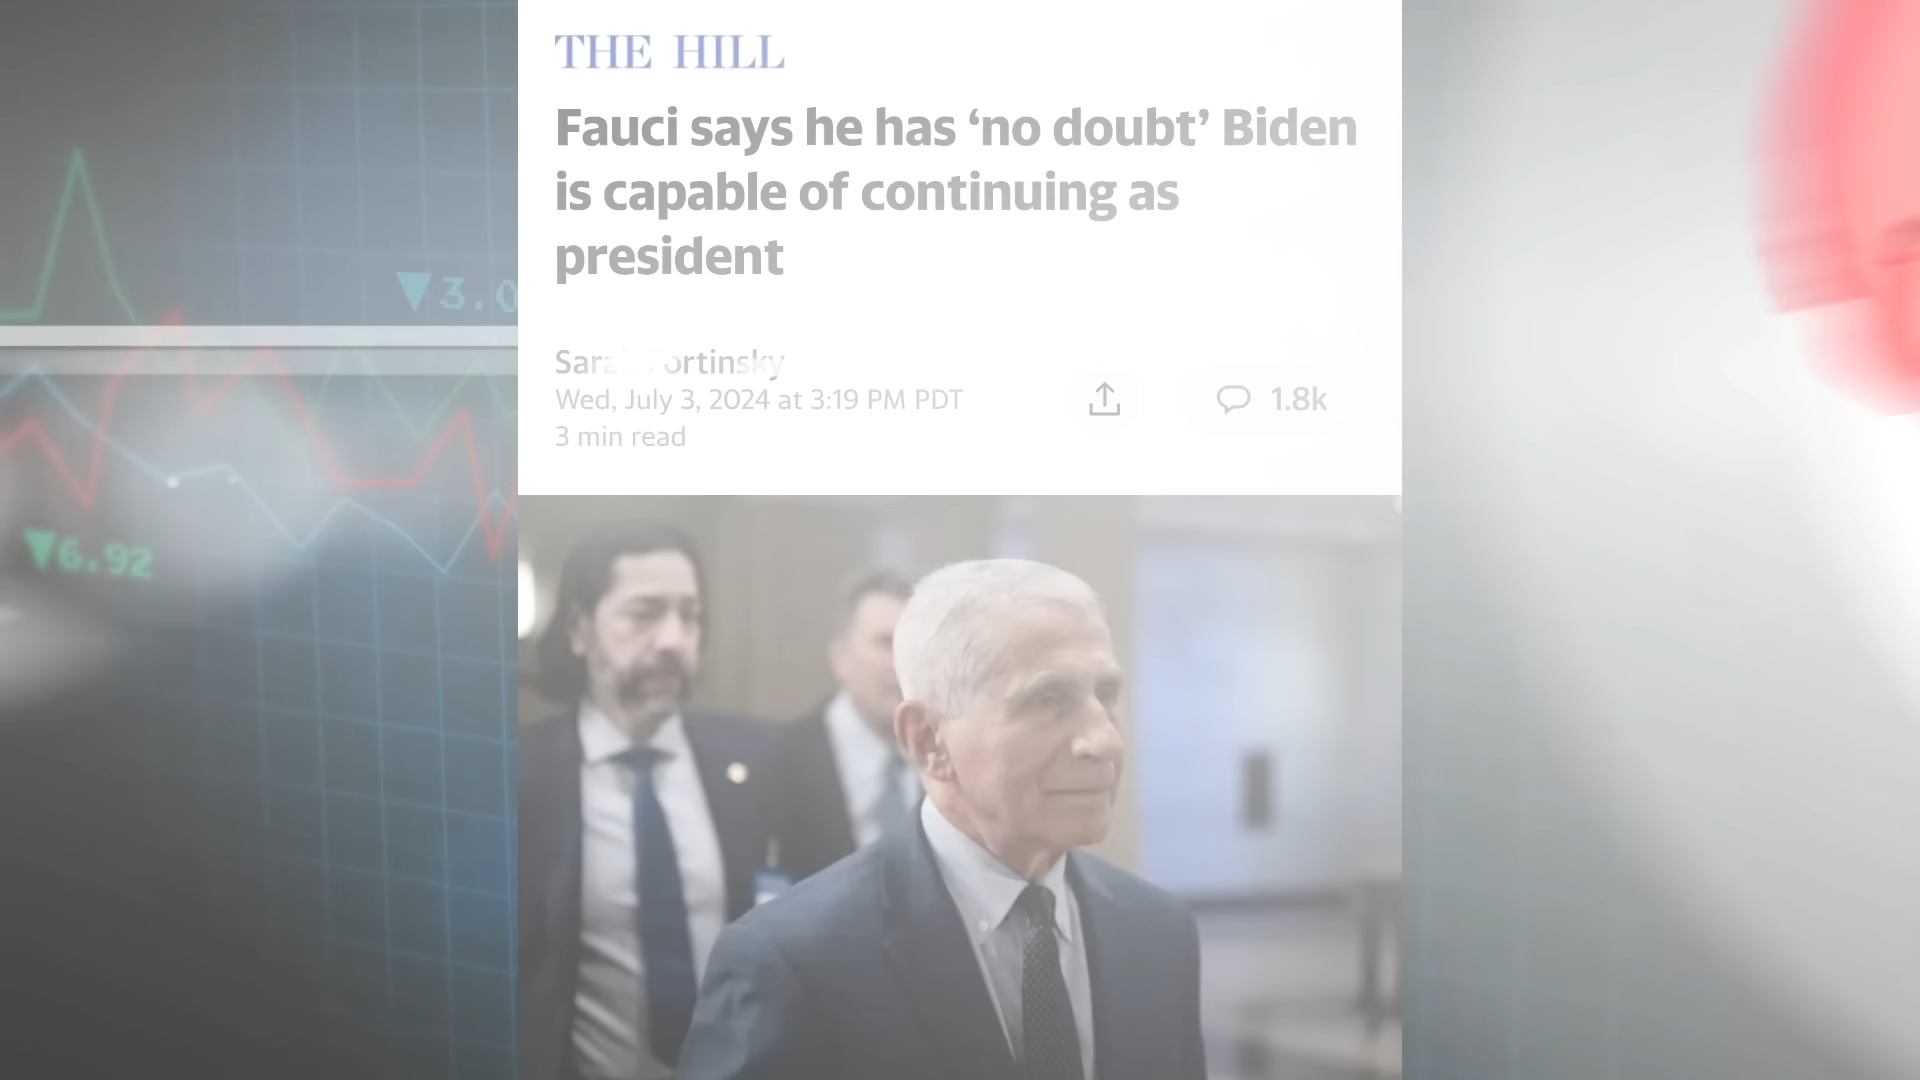 THE HILL
Fauci says he has ‘no doubt’ Biden
is capable of continuing as
president
Wed, July 3, 2024 at 3:19 PM PDT
1.8k
3 min read
▼3.0
▼6.92